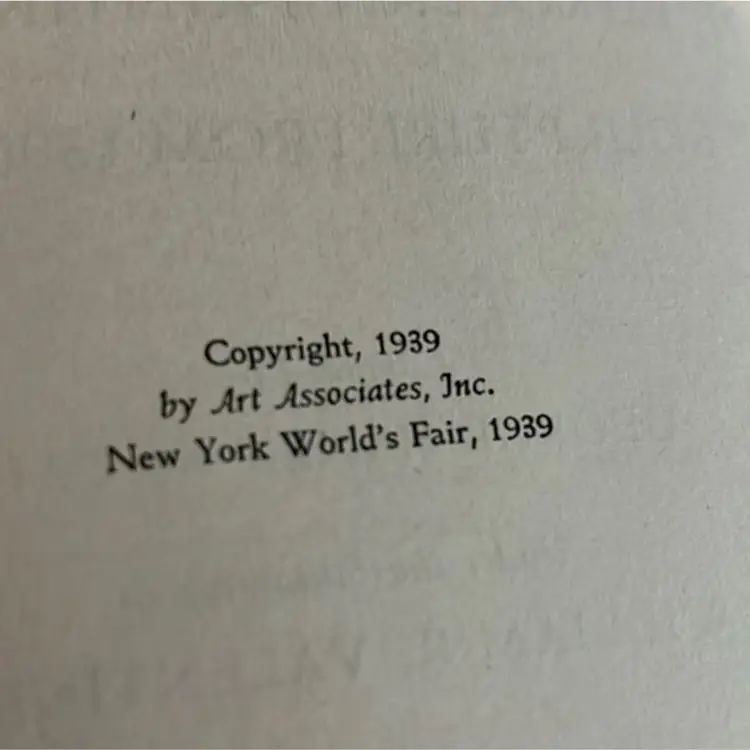 Copyright, 1939
by Art Associates, Inc.
New York World's Fair, 1939